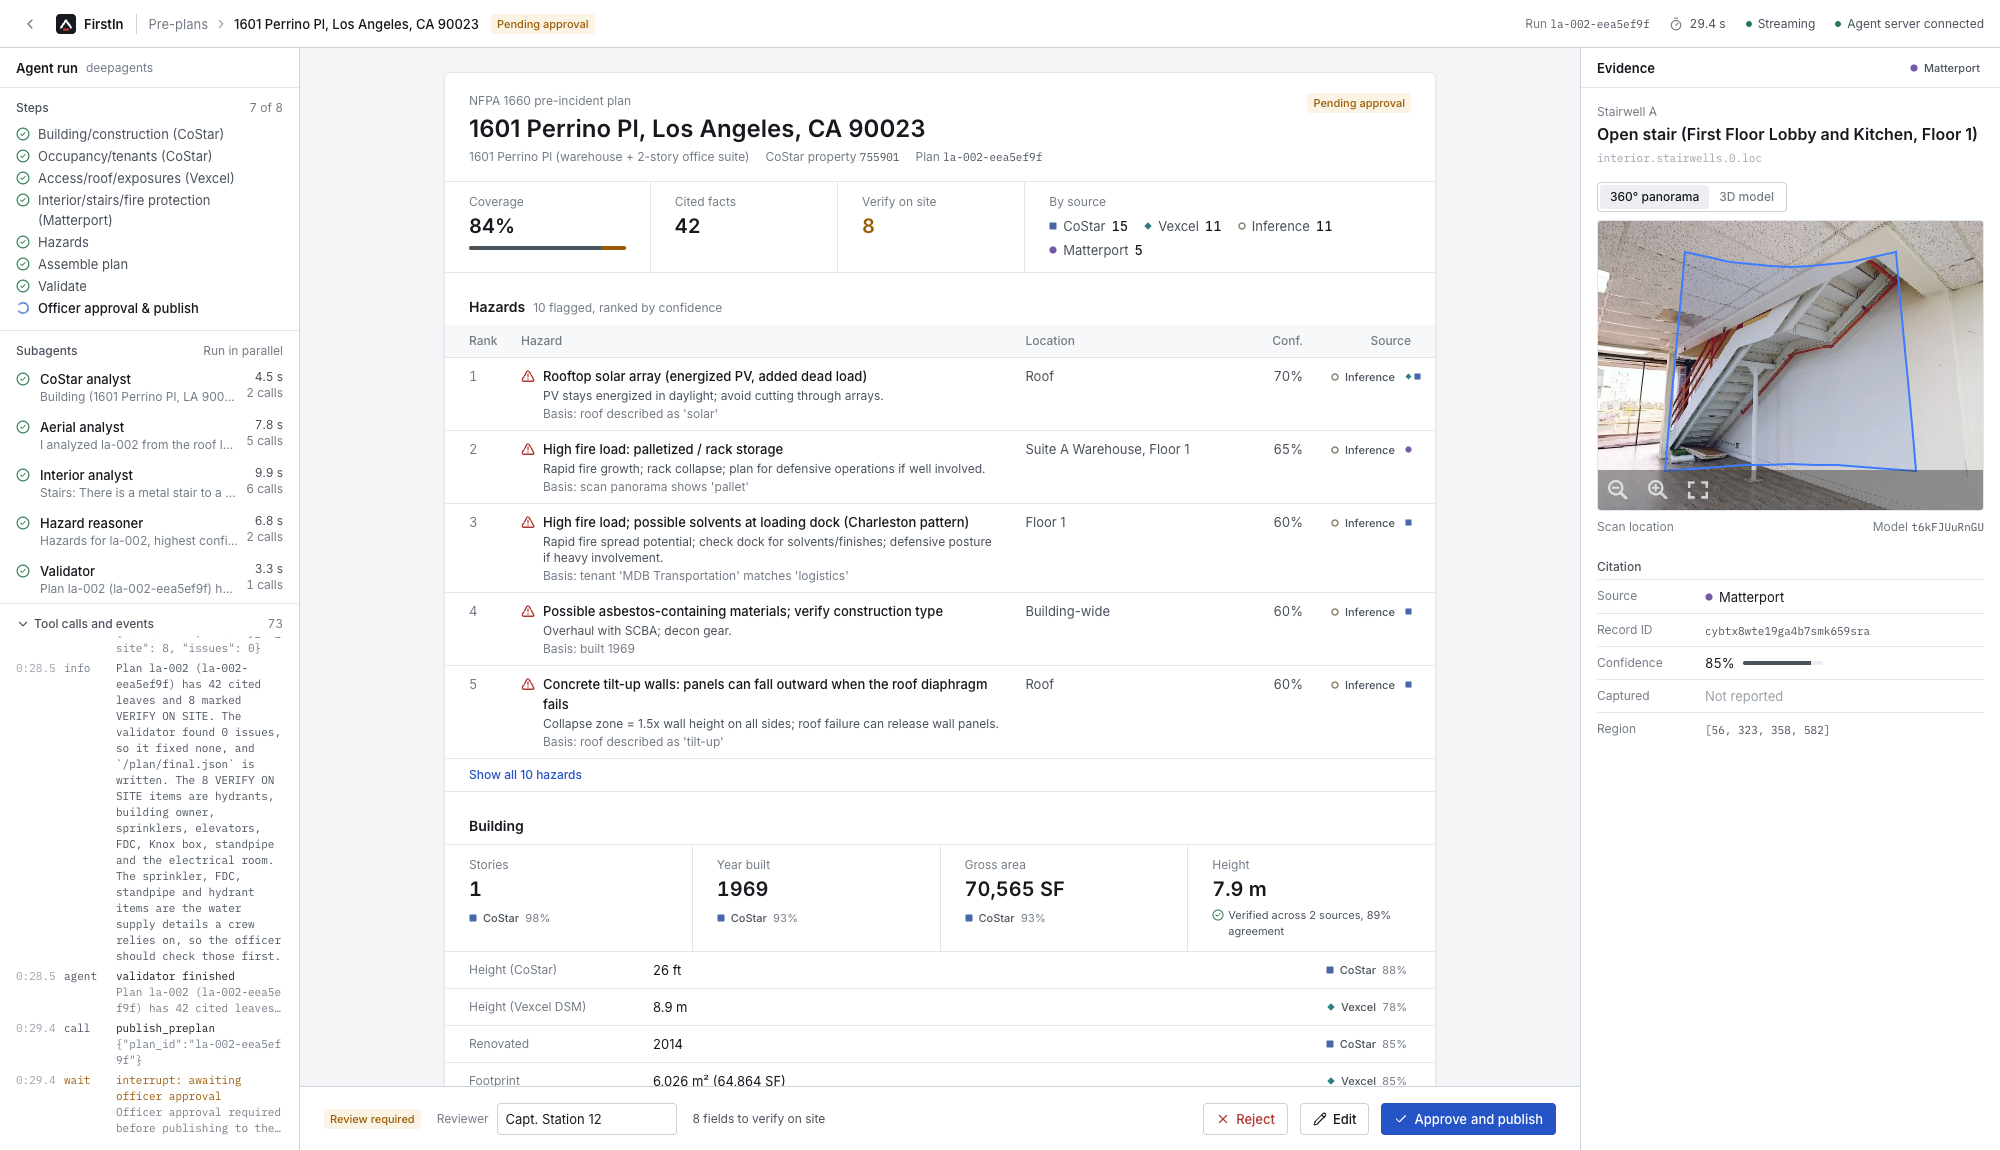 FirstIn
Pre-plans
1601 Perrino Pl, Los Angeles, CA 90023
Pending approval
Run la-002-eea5ef9f
29.4 s
Streaming
Agent server connected
Agent run deepagents
Steps 7 of 8
Building/construction (CoStar)
Occupancy/tenants (CoStar)
Access/roof/exposures (Vexcel)
Interior/stairs/fire protection
(Matterport)
Hazards
Assemble plan
Validate
Officer approval & publish
Subagents Run in parallel
CoStar analyst 4.5 s
Building (1601 Perrino Pl, LA 900... 2 calls
Aerial analyst 7.8 s
I analyzed la-002 from the roof l... 5 calls
Interior analyst 9.9 s
Stairs: There is a metal stair to a ... 6 calls
Hazard reasoner 6.8 s
Hazards for la-002, highest confi... 2 calls
Validator 3.3 s
Plan la-002 (la-002-eea5ef9f) h... 1 calls
Tool calls and events 73
site": 8, "issues": 0}
0:28.5 info Plan la-002 (la-002-
eea5ef9f) has 42 cited
leaves and 8 marked
VERIFY ON SITE. The
validator found 0 issues,
so it fixed none, and
`/plan/final.json` is
written. The 8 VERIFY ON
SITE items are hydrants,
building owner,
sprinklers, elevators,
FDC, Knox box, standpipe
and the electrical room.
The sprinkler, FDC,
standpipe and hydrant
items are the water
supply details a crew
relies on, so the officer
should check those first.
0:28.5 agent validator finished
Plan la-002 (la-002-eea5e
f9f) has 42 cited leaves…
0:29.4 call publish_preplan
{"plan_id":"la-002-eea5ef
9f"}
0:29.4 wait interrupt: awaiting
officer approval
Officer approval required
before publishing to the…
NFPA 1660 pre-incident plan
Pending approval
1601 Perrino Pl, Los Angeles, CA 90023
1601 Perrino Pl (warehouse + 2-story office suite) CoStar property 755901 Plan la-002-eea5ef9f
Coverage
84%
Cited facts
42
Verify on site
8
By source
CoStar 15 Vexcel 11 Inference 11
Matterport 5
Hazards 10 flagged, ranked by confidence
Rank Hazard Location Conf. Source
1 Rooftop solar array (energized PV, added dead load) Roof 70% Inference
PV stays energized in daylight; avoid cutting through arrays.
Basis: roof described as 'solar'
2 High fire load: palletized / rack storage Suite A Warehouse, Floor 1 65% Inference
Rapid fire growth; rack collapse; plan for defensive operations if well involved.
Basis: scan panorama shows 'pallet'
3 High fire load; possible solvents at loading dock (Charleston pattern) Floor 1 60% Inference
Rapid fire spread potential; check dock for solvents/finishes; defensive posture
if heavy involvement.
Basis: tenant 'MDB Transportation' matches 'logistics'
4 Possible asbestos-containing materials; verify construction type Building-wide 60% Inference
Overhaul with SCBA; decon gear.
Basis: built 1969
5 Concrete tilt-up walls: panels can fall outward when the roof diaphragm Roof 60% Inference
fails
Collapse zone = 1.5x wall height on all sides; roof failure can release wall panels.
Basis: roof described as 'tilt-up'
Show all 10 hazards
Building
Stories
1
CoStar 98%
Year built
1969
CoStar 93%
Gross area
70,565 SF
CoStar 93%
Height
7.9 m
Verified across 2 sources, 89%
agreement
Height (CoStar) 26 ft CoStar 88%
Height (Vexcel DSM) 8.9 m Vexcel 78%
Renovated 2014 CoStar 85%
Footprint 6,026 m² (64,864 SF) Vexcel 85%
Review required Reviewer Capt. Station 12 8 fields to verify on site
Reject
Edit
Approve and publish
Evidence Matterport
Stairwell A
Open stair (First Floor Lobby and Kitchen, Floor 1)
interior.stairwells.0.loc
360° panorama 3D model
Scan location Model t6kFJUuRnGU
Citation
Source Matterport
Record ID cybtx8wte19ga4b7smk659sra
Confidence 85%
Captured Not reported
Region [56, 323, 358, 582]